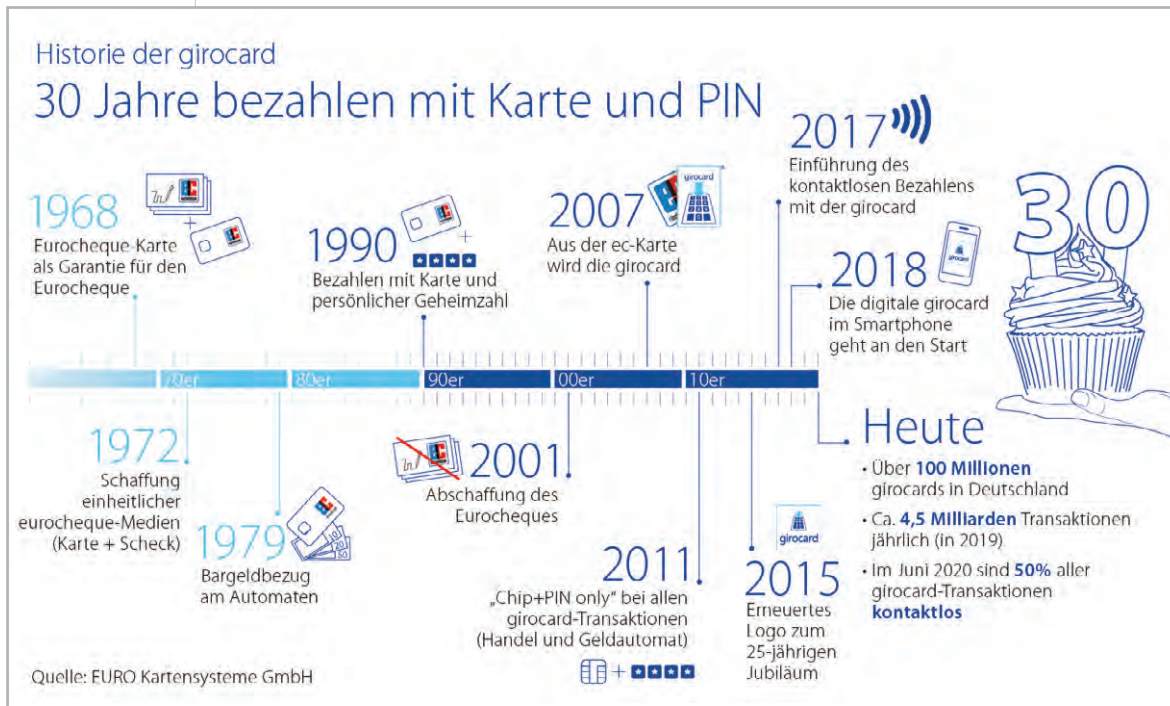 Historie der girocard
30 Jahre bezahlen mit Karte und PIN
1968
Eurocheque-Karte
als Garantie für den
Eurocheque
1990
Bezahlen mit Karte und
persönlicher Geheimzahl
2007
girocard
Aus der ec-Karte
wird die girocard
2017
Einführung des
kontaktlosen Bezahlens
mit der girocard
2018
girocard
Die digitale girocard
im Smartphone
geht an den Start
30
70er 80er 90er 00er 10er
1972
Schaffung
einheitlicher
eurocheque-Medien
(Karte + Scheck)
1979
10
20
50
Bargeldbezug
am Automaten
2001
Abschaffung des
Eurocheques
2011
„Chip+PIN only“ bei allen
girocard-Transaktionen
(Handel und Geldautomat)
girocard
2015
Erneuertes
Logo zum
25-jährigen
Jubiläum
Heute
• Über 100 Millionen
girocards in Deutschland
• Ca. 4,5 Milliarden Transaktionen
jährlich (in 2019)
• Im Juni 2020 sind 50% aller
girocard-Transaktionen
kontaktlos
Quelle: EURO Kartensysteme GmbH